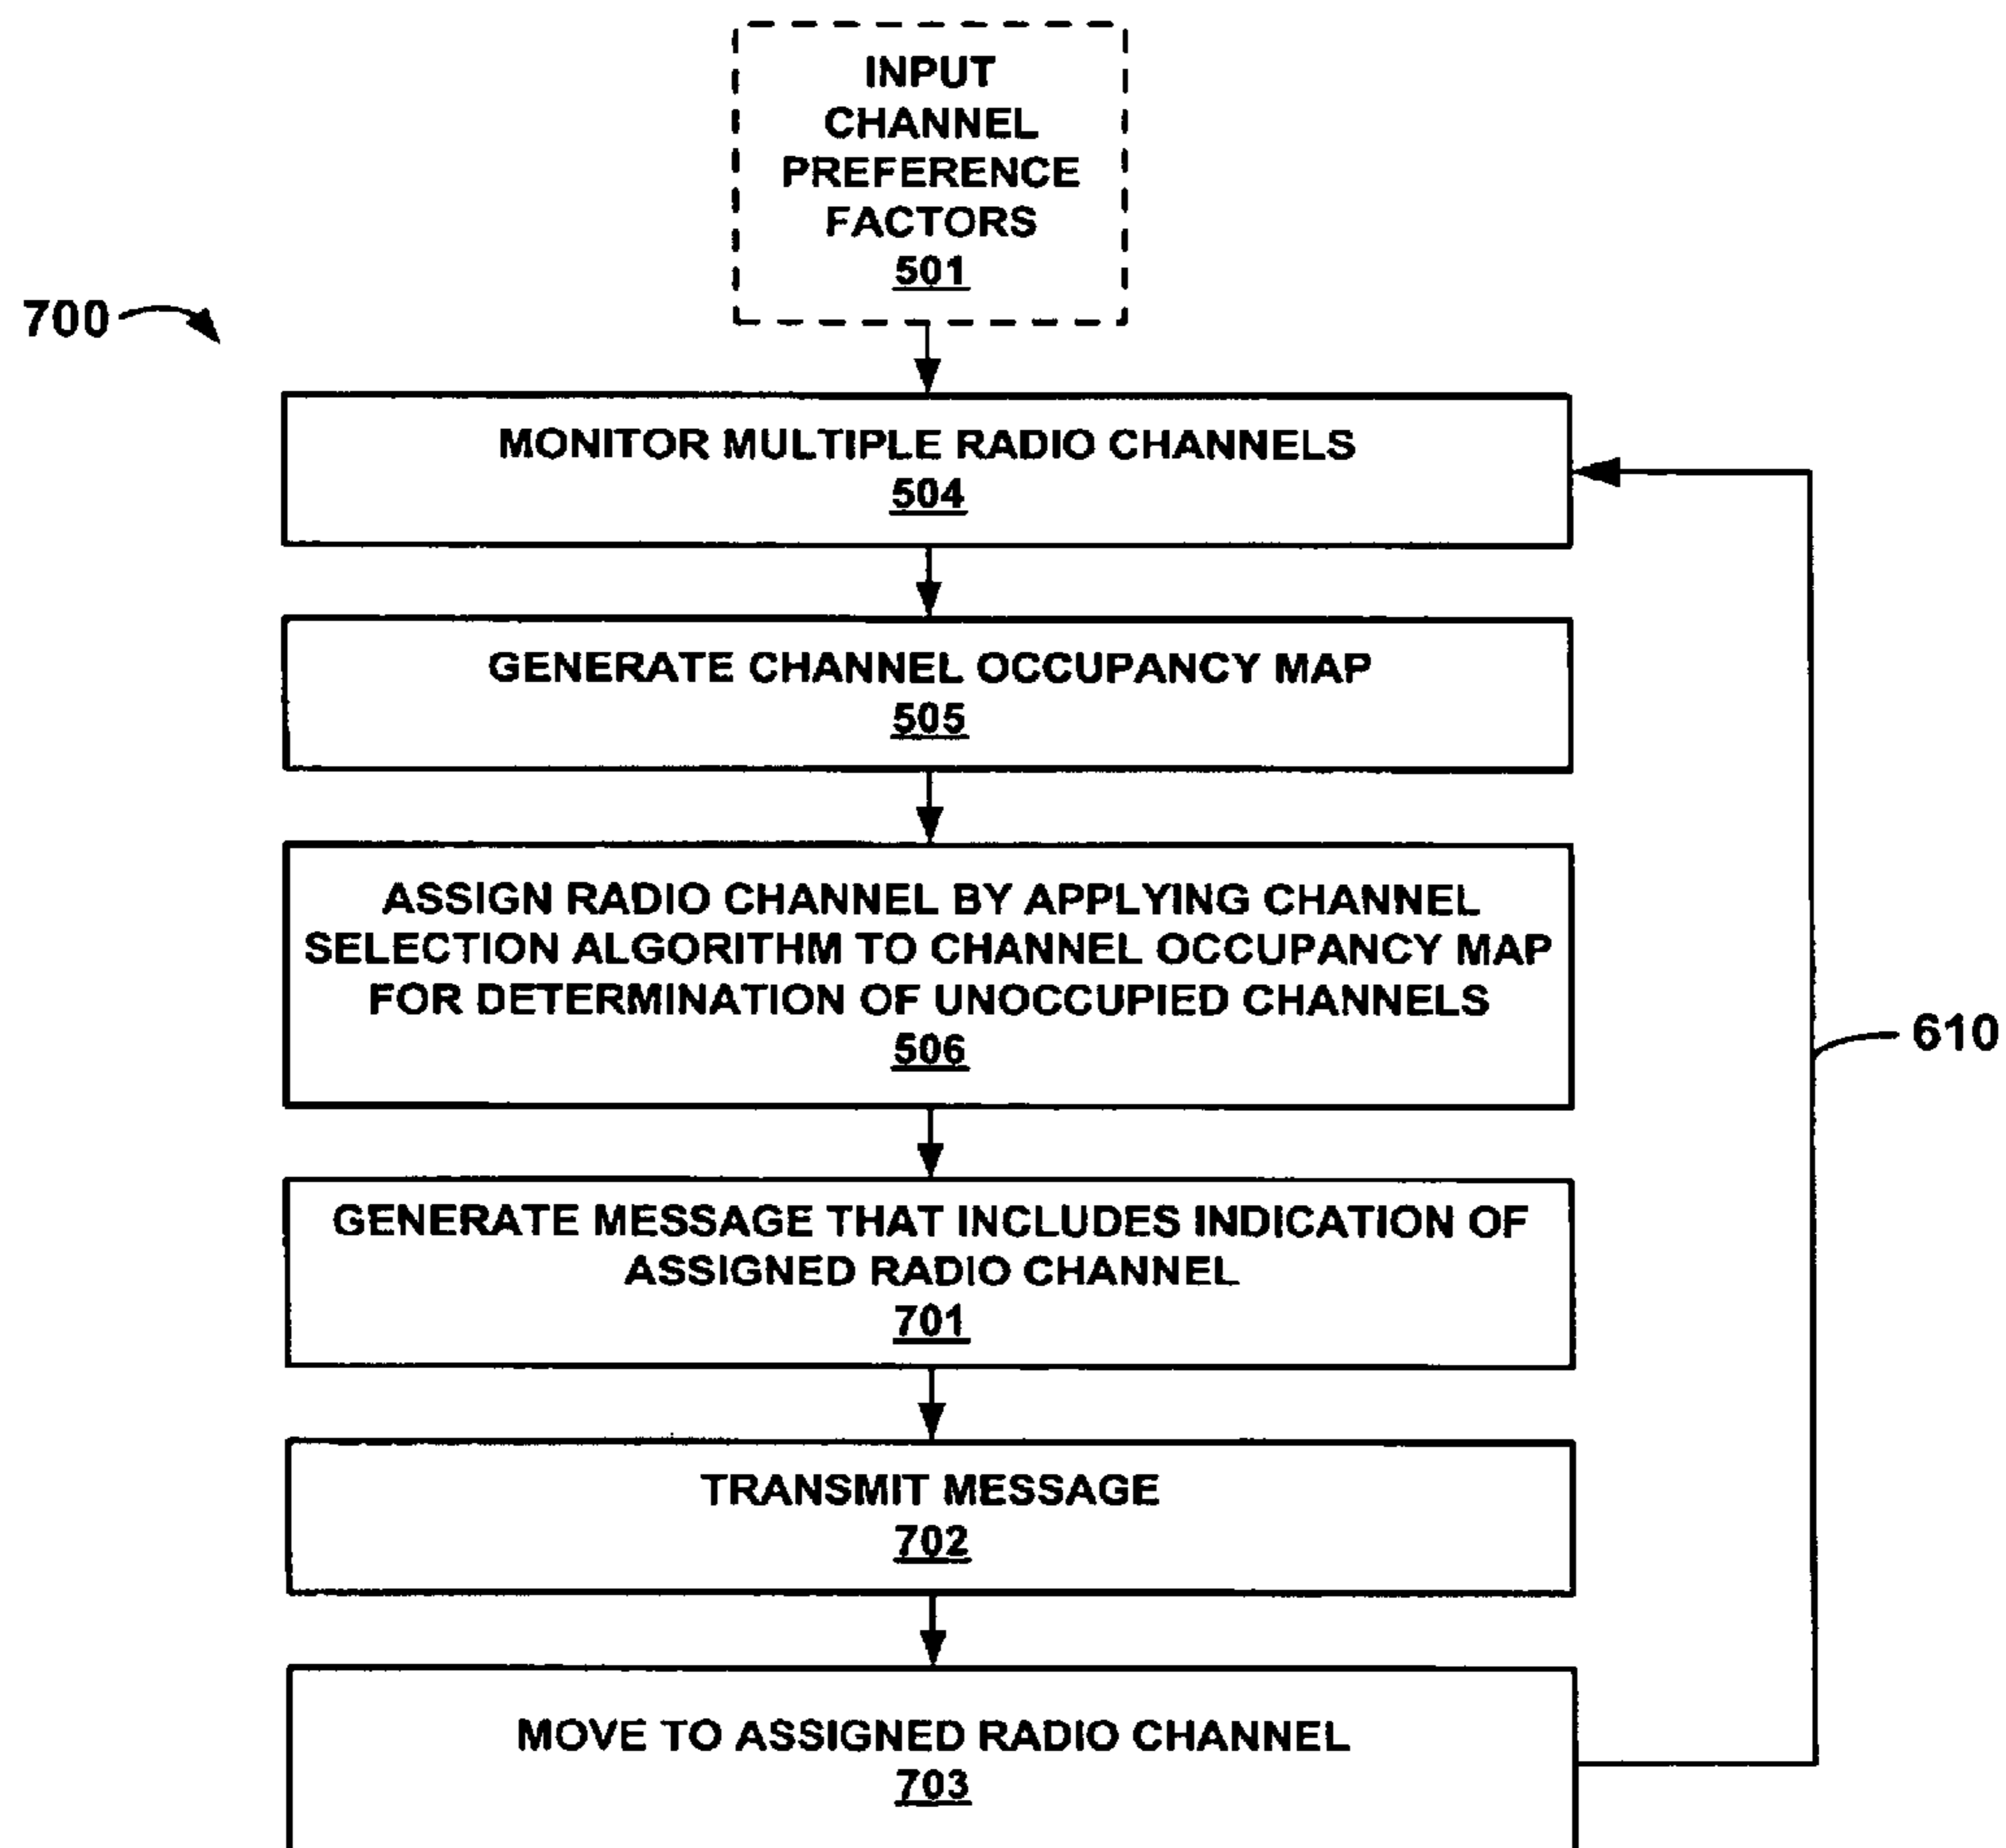 INPUT
CHANNEL
PREFERENCE
FACTORS
501
700
MONITOR MULTIPLE RADIO CHANNELS
504
GENERATE CHANNEL OCCUPANCY MAP
505
ASSIGN RADIO CHANNEL BY APPLYING CHANNEL
SELECTION ALGORITHM TO CHANNEL OCCUPANCY MAP
FOR DETERMINATION OF UNOCCUPIED CHANNELS
506
610
GENERATE MESSAGE THAT INCLUDES INDICATION OF
ASSIGNED RADIO CHANNEL
701
TRANSMIT MESSAGE
702
MOVE TO ASSIGNED RADIO CHANNEL
703